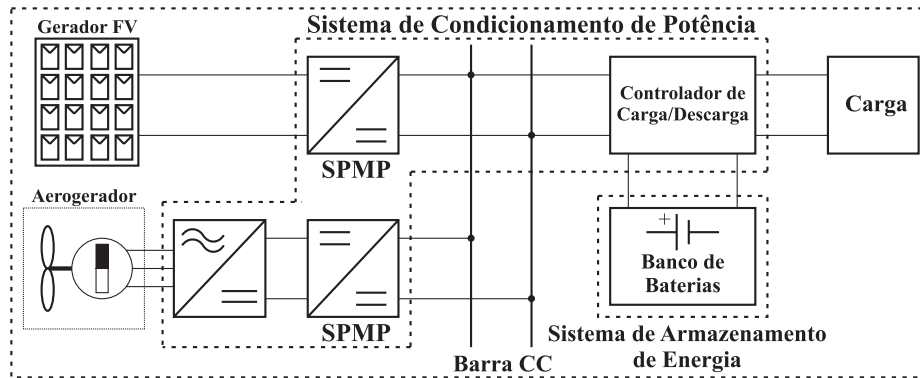 Gerador FV
Sistema de Condicionamento de Potência
Controlador de
Carga/Descarga
Carga
SPMP
Aerogerador
+
Banco de
Baterias
SPMP
Sistema de Armazenamento
de Energia
Barra CC